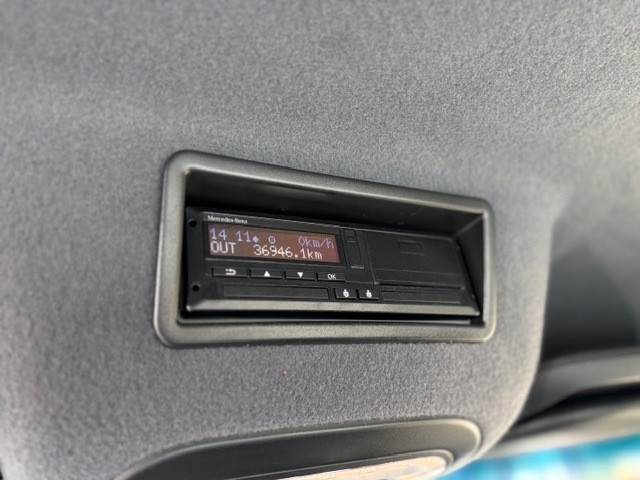 Mercedes-Benz
14 11 0km/h
OUT 36946.1km
OK